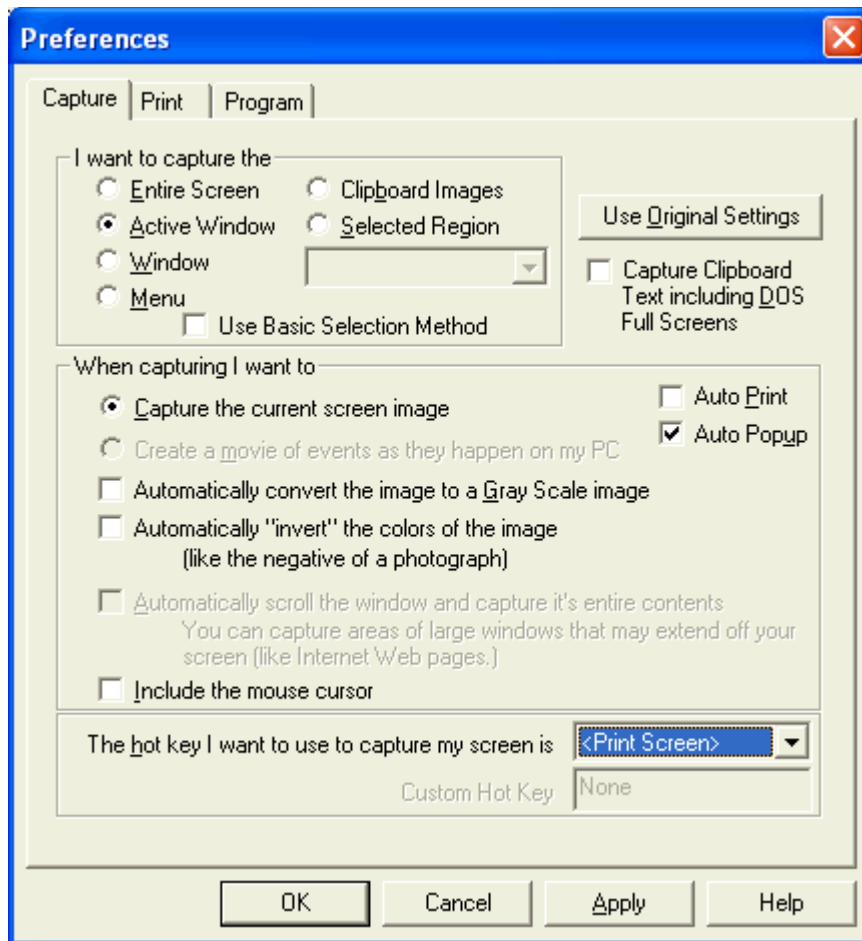 Preferences
Capture
Print
Program
I want to capture the
Entire Screen
Clipboard Images
Active Window
Selected Region
Window
Menu
Use Basic Selection Method
Use Original Settings
Capture Clipboard
Text including DOS
Full Screens
When capturing I want to
Capture the current screen image
Auto Print
Auto Popup
Create a movie of events as they happen on my PC
Automatically convert the image to a Gray Scale image
Automatically "invert" the colors of the image
(like the negative of a photograph)
Automatically scroll the window and capture it's entire contents
You can capture areas of large windows that may extend off your
screen (like Internet Web pages.)
Include the mouse cursor
The hot key I want to use to capture my screen is
<Print Screen>
Custom Hot Key
None
OK
Cancel
Apply
Help